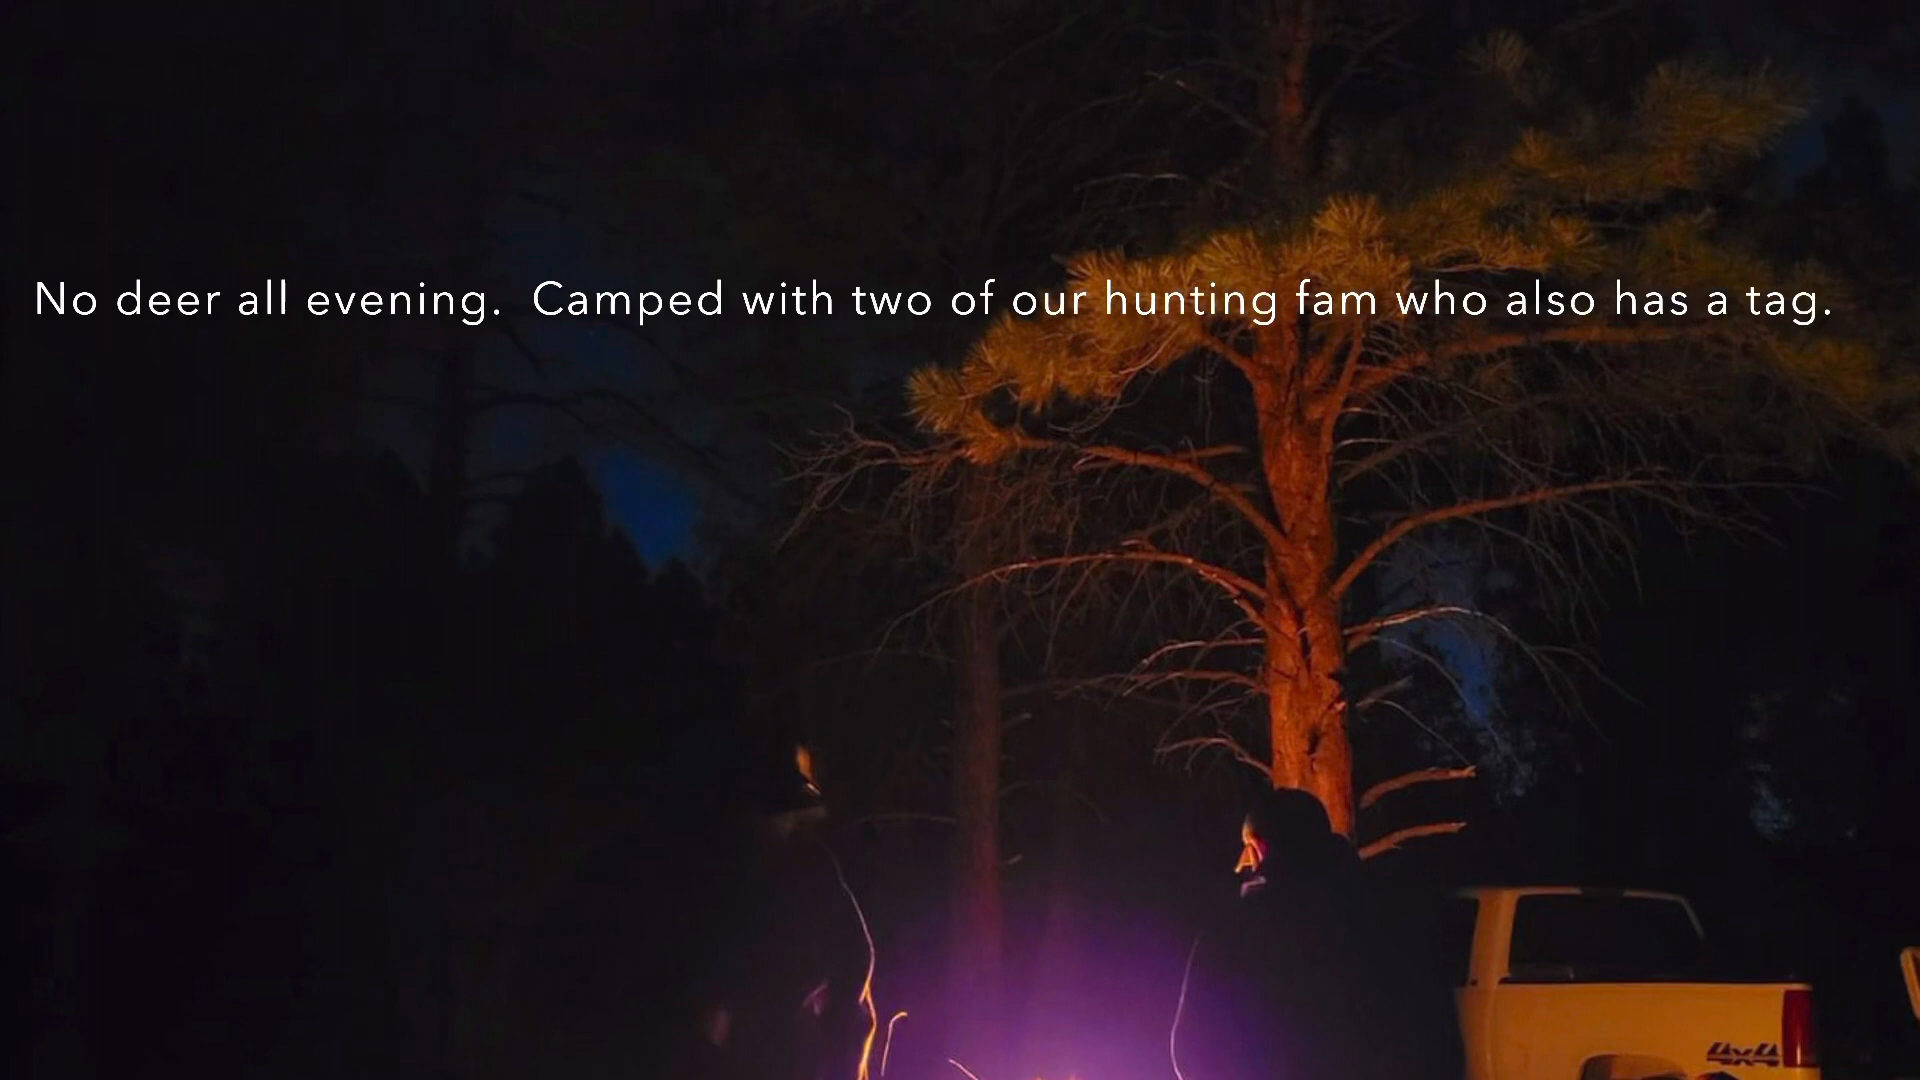 No deer all evening.  Camped with two of our hunting fam who also has a tag.
4x4